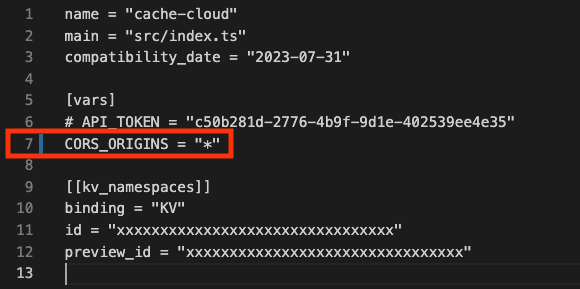 1 name = "cache-cloud"
2 main = "src/index.ts"
3 compatibility_date = "2023-07-31"
4
5 [vars]
6 # API_TOKEN = "c50b281d-2776-4b9f-9d1e-402539ee4e35"
7 CORS_ORIGINS = "*"
8
9 [[kv_namespaces]]
10 binding = "KV"
11 id = "xxxxxxxxxxxxxxxxxxxxxxxxxxxxxxxx"
12 preview_id = "xxxxxxxxxxxxxxxxxxxxxxxxxxxxxxxx"
13